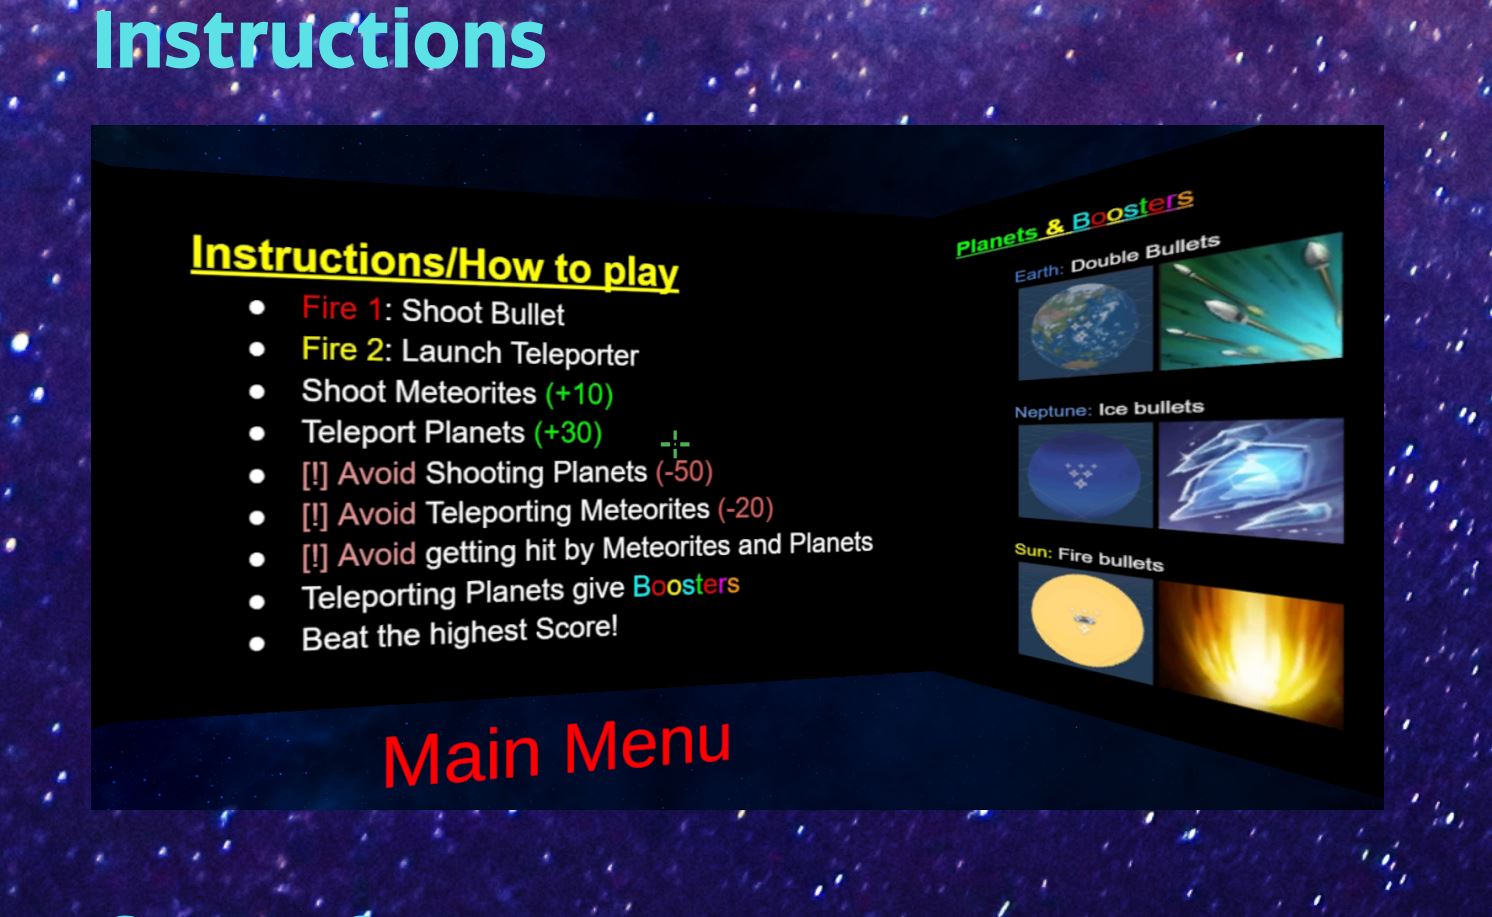 Instructions
Instructions/How to play
Fire 1: Shoot Bullet
Fire 2: Launch Teleporter
Shoot Meteorites (+10)
Teleport Planets (+30)
[!] Avoid Shooting Planets (-50)
[!] Avoid Teleporting Meteorites (-20)
[!] Avoid getting hit by Meteorites and Planets
Teleporting Planets give Boosters
Beat the highest Score!
Main Menu
Planets & Boosters
Earth: Double Bullets
Neptune: Ice bullets
Sun: Fire bullets